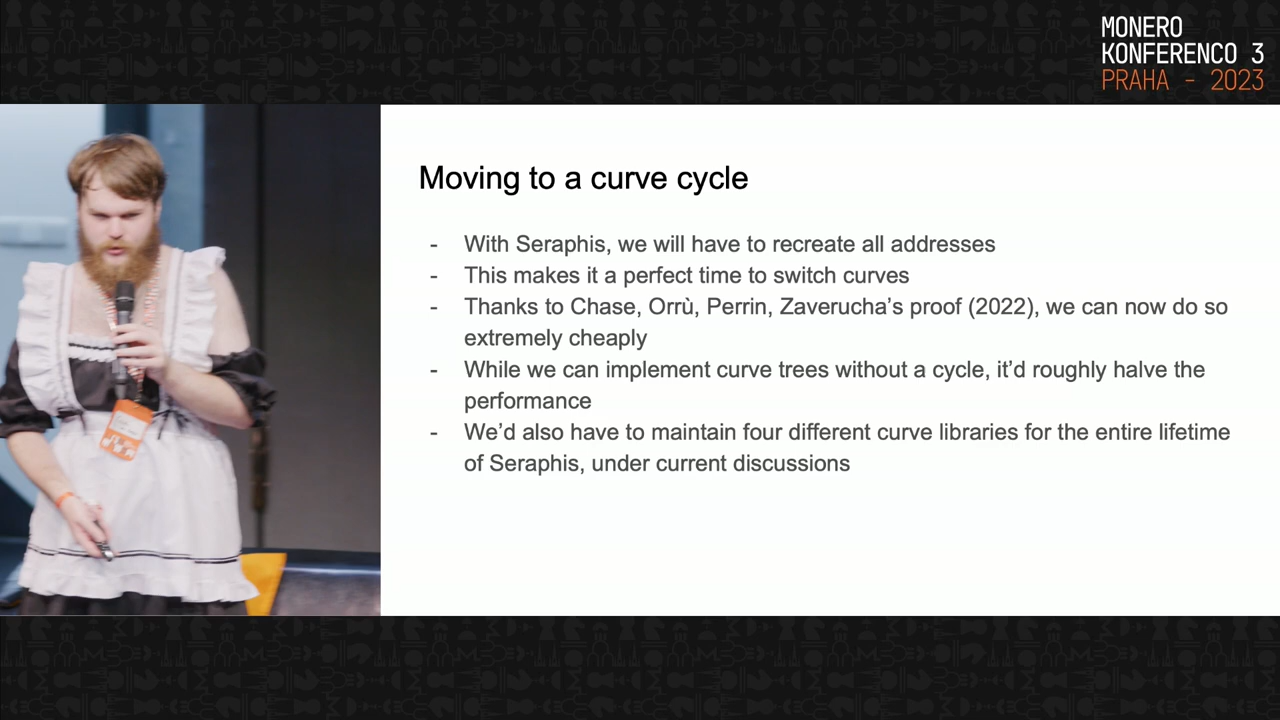 MONERO
KONFERENCO 3
PRAHA - 2023
Moving to a curve cycle
- With Seraphis, we will have to recreate all addresses
- This makes it a perfect time to switch curves
- Thanks to Chase, Orrù, Perrin, Zaverucha’s proof (2022), we can now do so
extremely cheaply
- While we can implement curve trees without a cycle, it’d roughly halve the
performance
- We’d also have to maintain four different curve libraries for the entire lifetime
of Seraphis, under current discussions